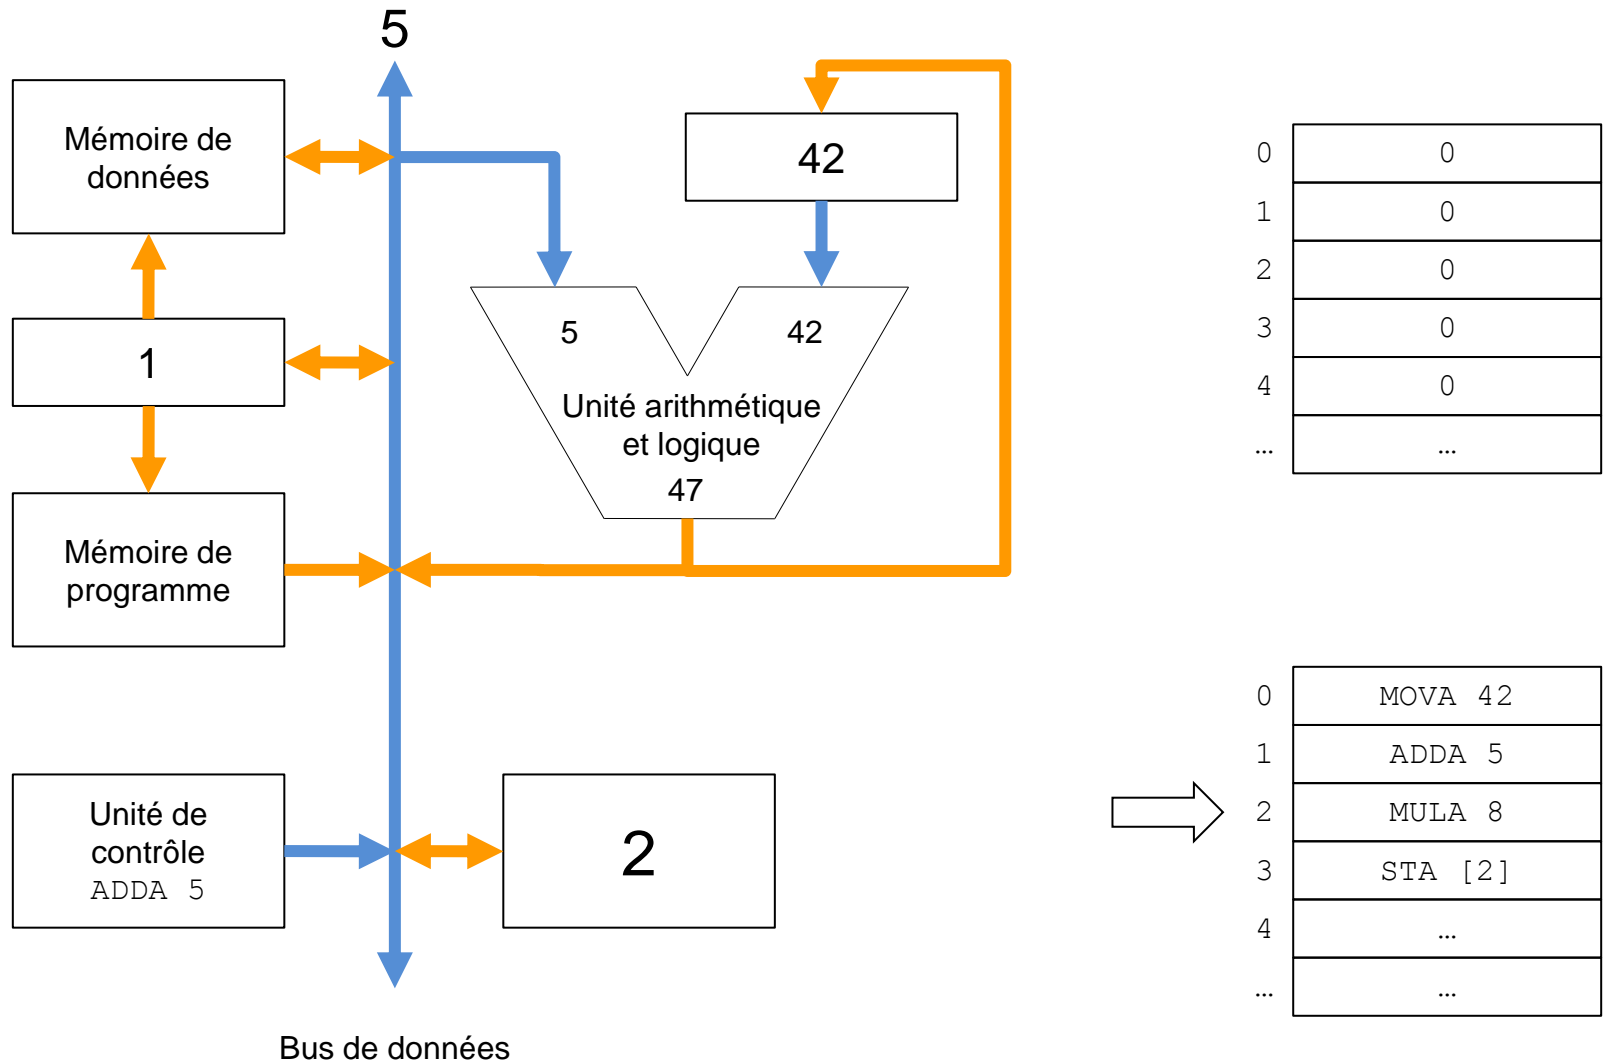 5
Mémoire de
données
42
1
5
42
Unité arithmétique
et logique
47
Mémoire de
programme
Unité de
contrôle
ADDA 5
2
Bus de données
0 0
1 0
2 0
3 0
4 0
… …
0 MOVA 42
1 ADDA 5
2 MULA 8
3 STA [2]
4 …
… …